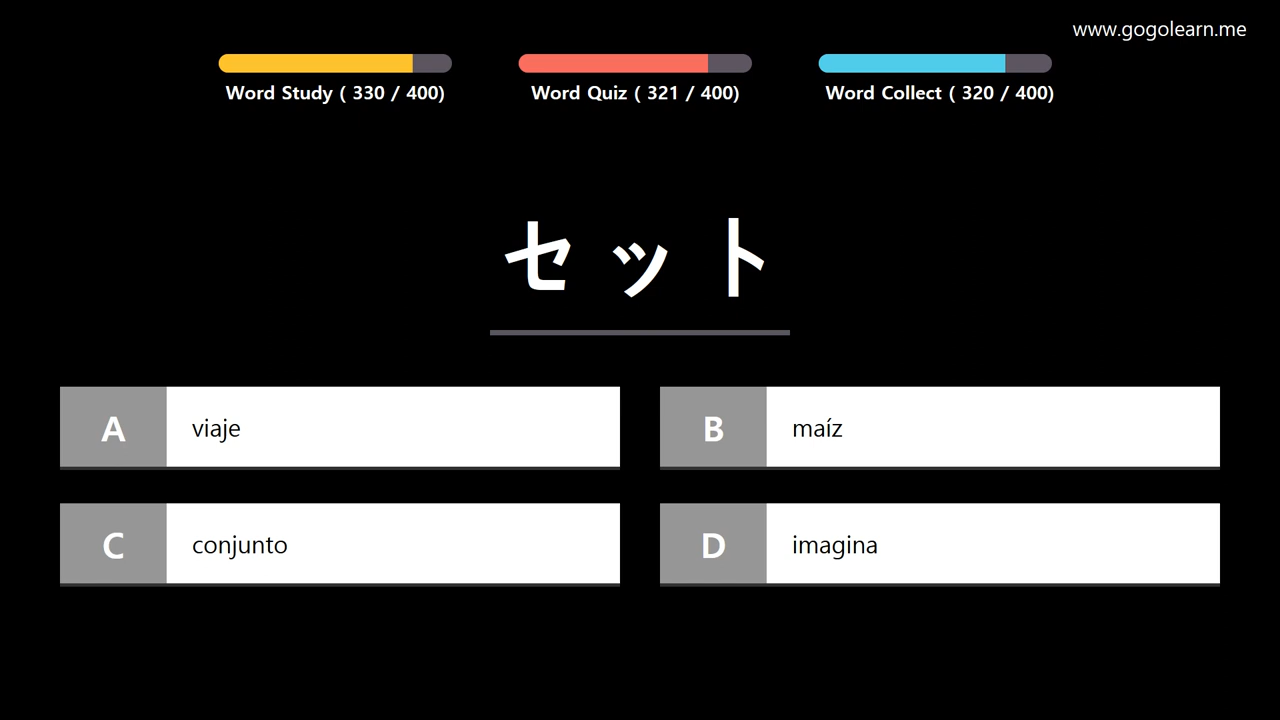 www.gogolearn.me
Word Study ( 330 / 400)
Word Quiz ( 321 / 400)
Word Collect ( 320 / 400)
セット
A viaje
B maíz
C conjunto
D imagina